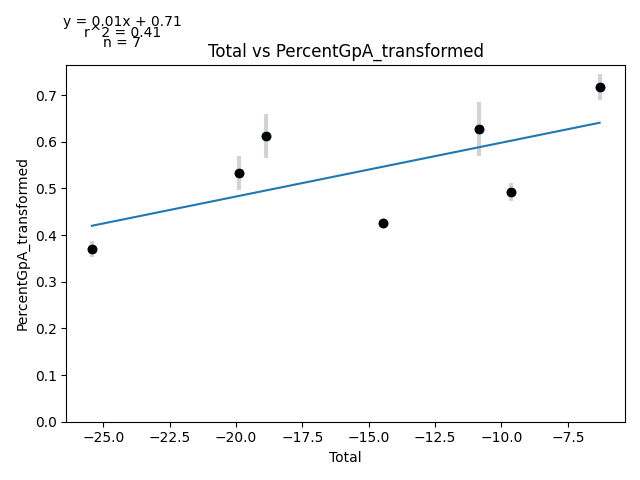 y = 0.01x + 0.71
r^2 = 0.41
n = 7
Total vs PercentGpA_transformed
PercentGpA_transformed
0.7
0.6
0.5
0.4
0.3
0.2
0.1
0.0
−25.0 −22.5 −20.0 −17.5 −15.0 −12.5 −10.0 −7.5
Total